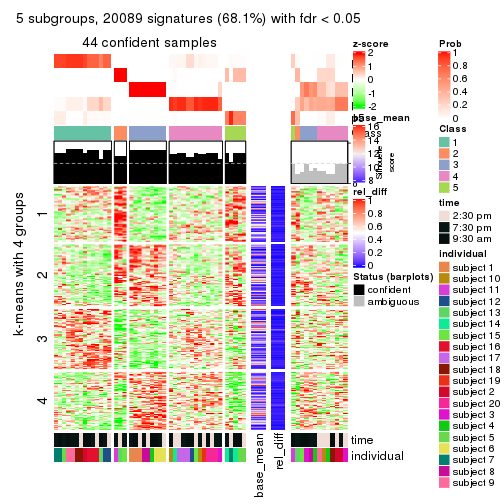 5 subgroups, 20089 signatures (68.1%) with fdr < 0.05
44 confident samples
k-means with 4 groups
1
2
3
4
time
individual
base_mean
rel_diff
z-score
2
1
0
-1
-2
base_mean
16
14
10
8
Silhouette
score
rel_diff
1
0.8
0.6
0.4
0.2
0
Status (barplots)
confident
ambiguous
Prob
1
0.8
0.6
0.4
0.2
0
Class
1
2
3
4
5
time
2:30 pm
7:30 pm
9:30 am
Individual
subject 1
subject 10
subject 11
subject 12
subject 13
subject 14
subject 15
subject 16
subject 17
subject 18
subject 19
subject 2
subject 20
subject 3
subject 4
subject 5
subject 6
subject 7
subject 8
subject 9